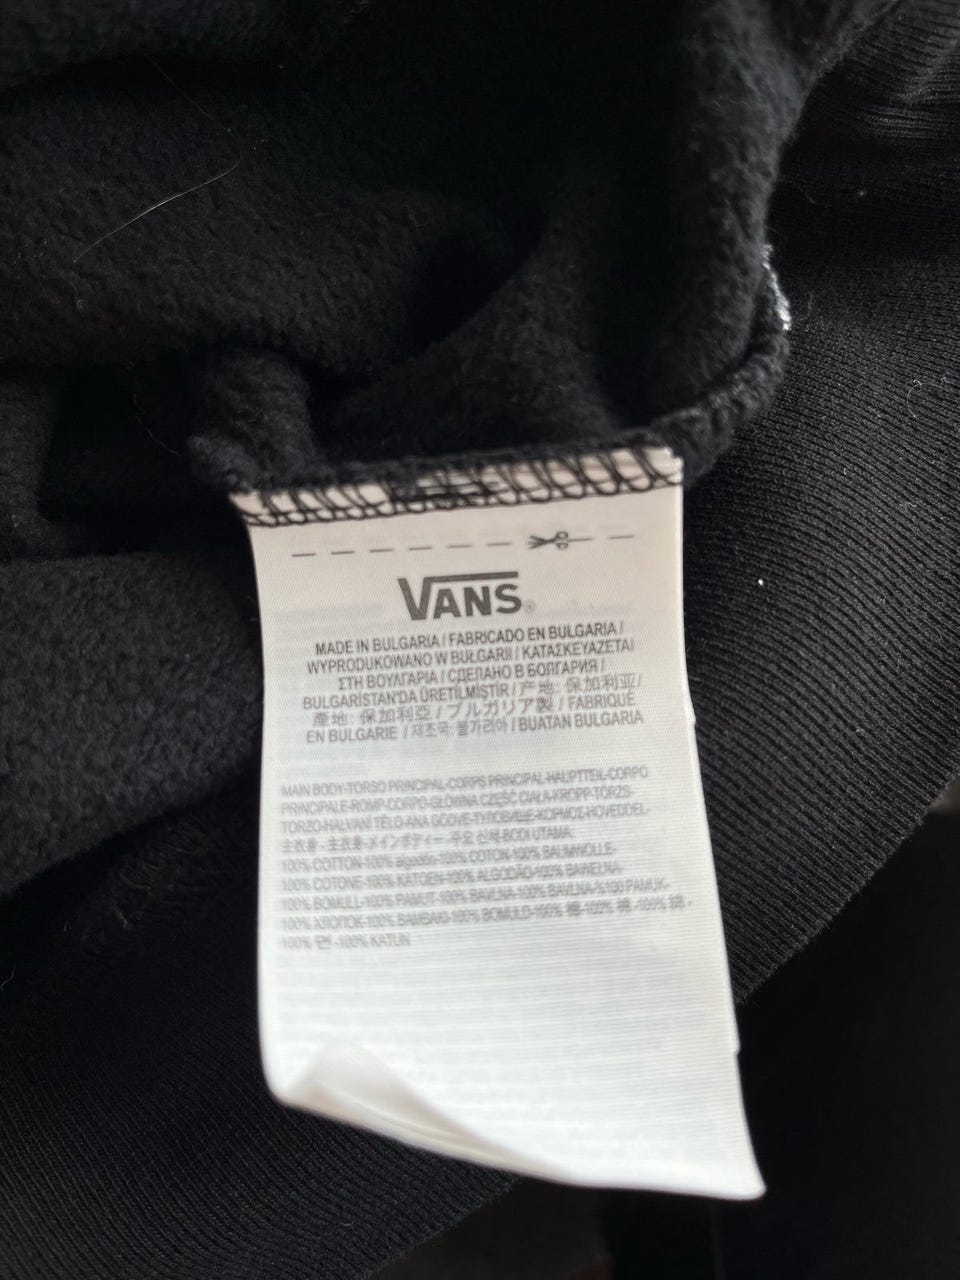 VANS®
MADE IN BULGARIA / FABRICADO EN BULGARIA /
WYPRODUKOWANO W BUŁGARII / ΚΑΤΑΣΚΕΥΑΖΕΤΑΙ
ΣΤΗ ΒΟΥΛΓΑΡΙΑ / СДЕЛАНО В БОЛГАРИЯ /
BULGARİSTAN'DA ÜRETİLMİŞTİR / 产地: 保加利亚/
產地: 保加利亞 / ブルガリア製 / FABRIQUÉ
EN BULGARIE / 제조국: 불가리아 / BUATAN BULGARIA
MAIN BODY-TORSO PRINCIPAL-CORPS PRINCIPAL-HAUPTTEIL-CORPO
PRINCIPALE-ROMP-CORPO-GŁÓWNA CZĘŚĆ CIAŁA-KROPP-TORZS-
TORZO-HALVANÍ TĚLO-ANA GÖVDE-ТУЛОВИЩЕ-ΚΟΡΜΟΣ-HOVEDDEL-
主衣身 - 主衣身-メインボディー - 주요 신체-BODI UTAMA:
100% COTTON-100% algodón-100% COTON-100% BAUMWOLLE-
100% COTONE-100% KATOEN-100% ALGODÃO-100% BAWEŁNA-
100% BOMULL-100% PAMUT-100% BAVLNA-100% BAVLNA-%100 PAMUK-
100% ХЛОПОК-100% ΒΑΜΒΑΚΙ-100% BOMULD-100% 棉-100% 棉 -100% 綿 -
100% 면 -100% KATUN